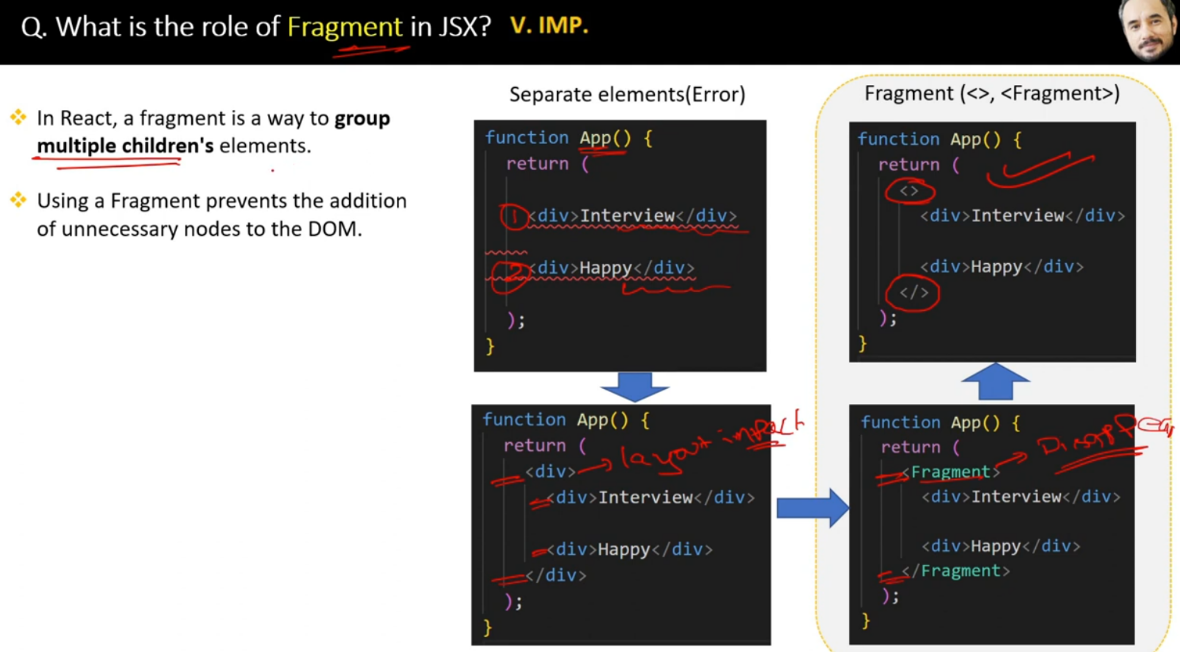 Q. What is the role of Fragment in JSX? V. IMP.
❖ In React, a fragment is a way to group
multiple children's elements.
❖ Using a Fragment prevents the addition
of unnecessary nodes to the DOM.
Separate elements(Error)
function App() {
return (
1 <div>Interview</div>
2 <div>Happy</div>
);
}
function App() {
return (
<div> → layout impact
<div>Interview</div>
<div>Happy</div>
</div>
);
}
Fragment (<>, <Fragment>)
function App() {
return (
<>
<div>Interview</div>
<div>Happy</div>
</>
);
}
function App() {
return (
<Fragment> → Disappear
<div>Interview</div>
<div>Happy</div>
</Fragment>
);
}